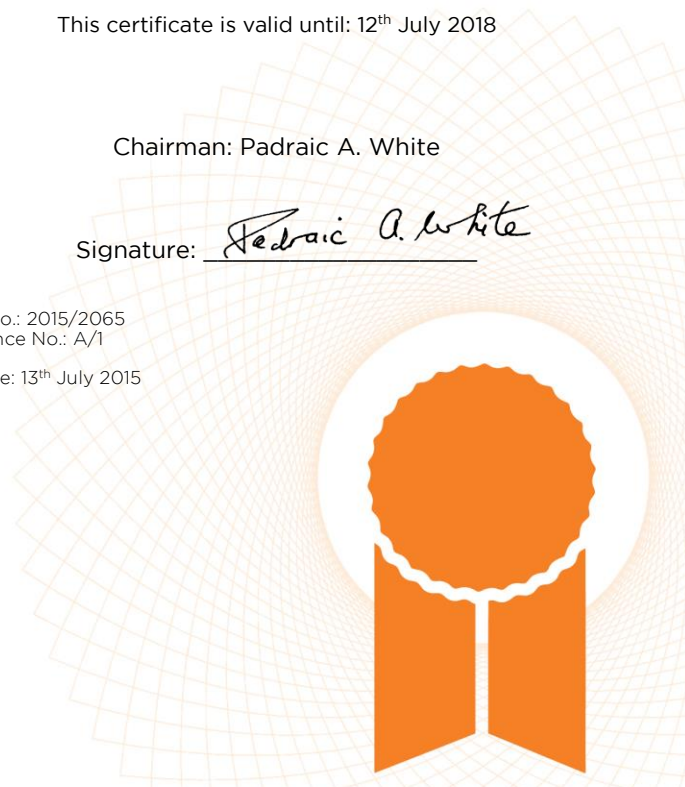 This certificate is valid until: 12th July 2018
Chairman: Padraic A. White
Signature: Padraic A. White
o.: 2015/2065
nce No.: A/1
e: 13th July 2015